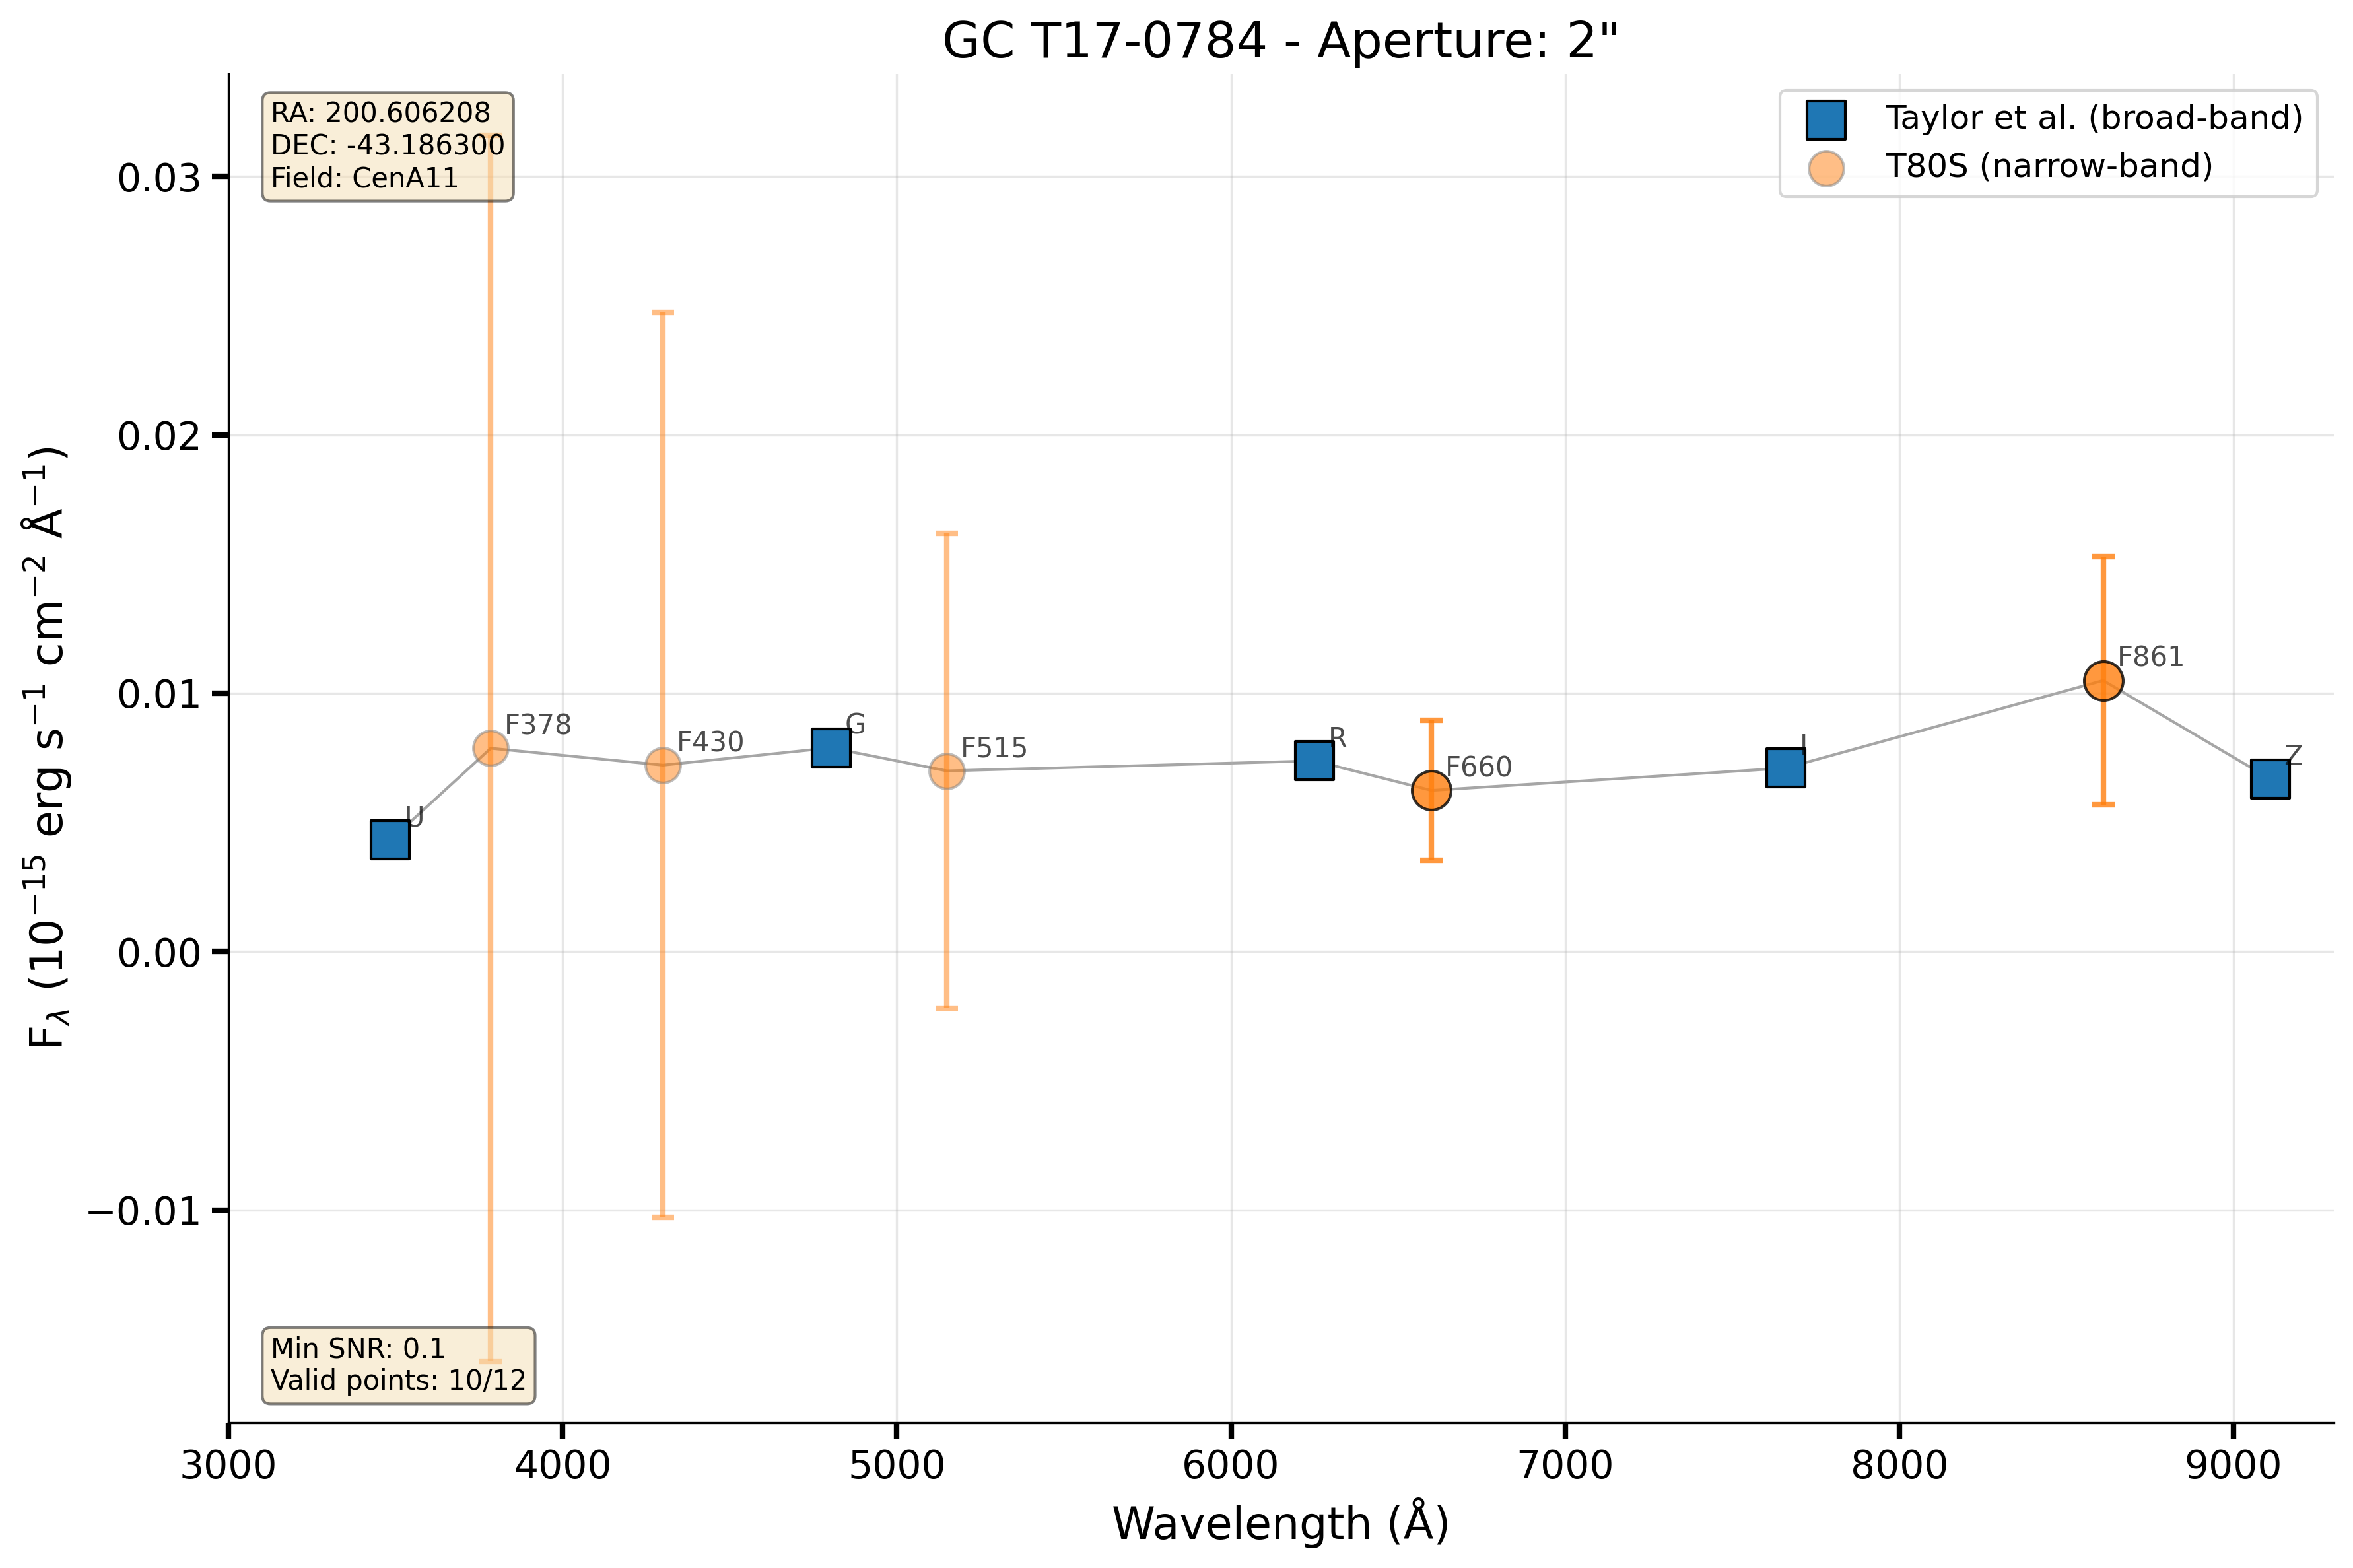 GC T17-0784 - Aperture: 2"
RA: 200.606208
DEC: -43.186300
Field: CenA11
Taylor et al. (broad-band)
T80S (narrow-band)
0.03
0.02
0.01
0.00
−0.01
F$_{λ}$ (10$^{−15}$ erg s$^{−1}$ cm$^{−2}$ Å$^{−1}$)
U
F378
F430
G
F515
R
F660
I
F861
Z
Min SNR: 0.1
Valid points: 10/12
3000 4000 5000 6000 7000 8000 9000
Wavelength (Å)